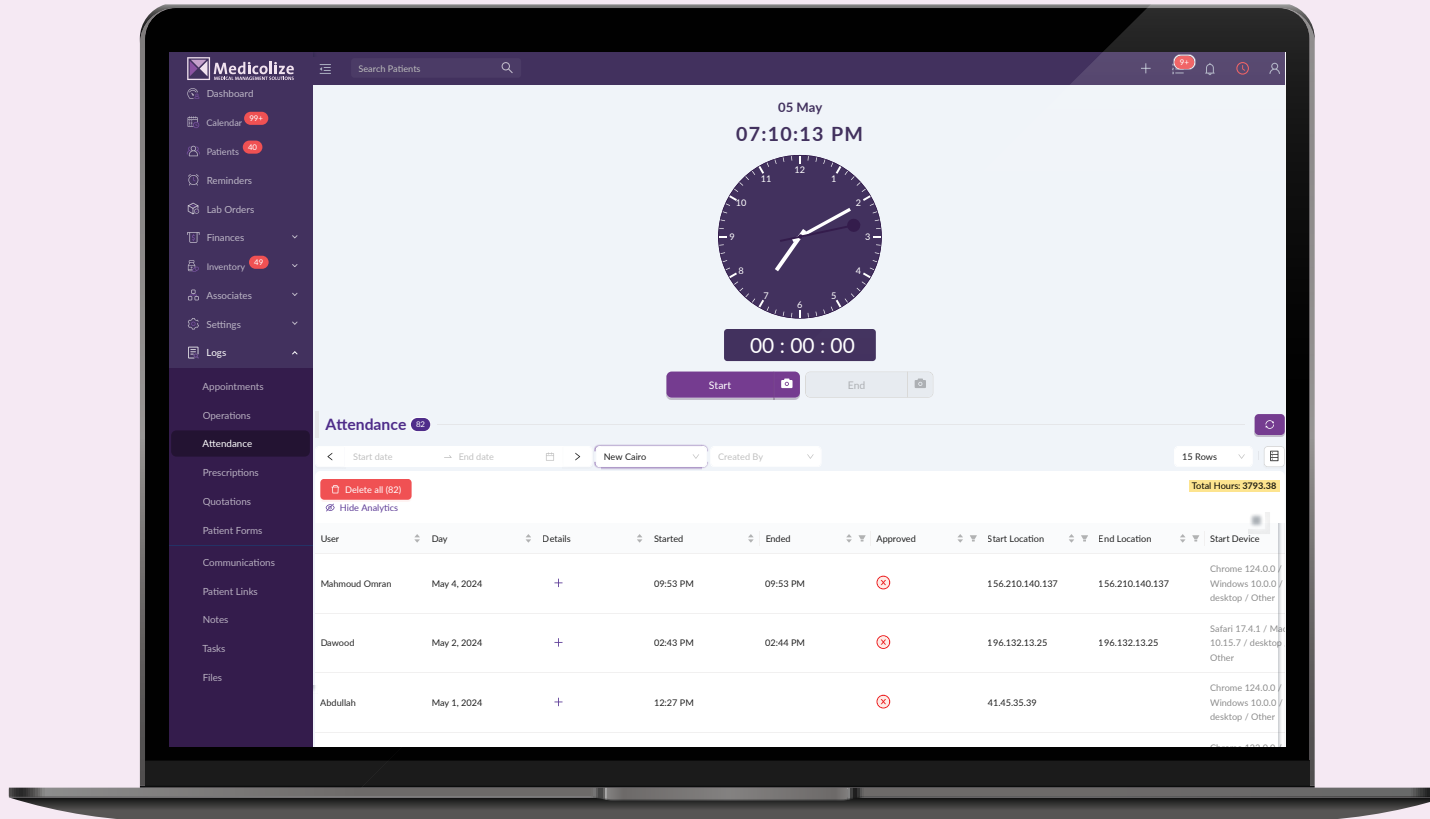 Medicolize
MEDICAL MANAGEMENT SOLUTIONS
Search Patients
9+
Dashboard
Calendar 99+
Patients 40
Reminders
Lab Orders
Finances
Inventory 49
Associates
Settings
Logs
Appointments
Operations
Attendance
Prescriptions
Quotations
Patient Forms
Communications
Patient Links
Notes
Tasks
Files
05 May
07:10:13 PM
12
1
2
3
4
5
6
7
8
9
10
11
00 : 00 : 00
Start
End
Attendance 82
Start date → End date
New Cairo
Created By
15 Rows
Delete all (82)
Total Hours: 3793.38
Hide Analytics
User Day Details Started Ended Approved Start Location End Location Start Device
Mahmoud Omran May 4, 2024 + 09:53 PM 09:53 PM 156.210.140.137 156.210.140.137 Chrome 124.0.0 /
Windows 10.0.0 /
desktop / Other
Dawood May 2, 2024 + 02:43 PM 02:44 PM 196.132.13.25 196.132.13.25 Safari 17.4.1 / Mac
10.15.7 / desktop
Other
Abdullah May 1, 2024 + 12:27 PM 41.45.35.39 Chrome 124.0.0 /
Windows 10.0.0 /
desktop / Other